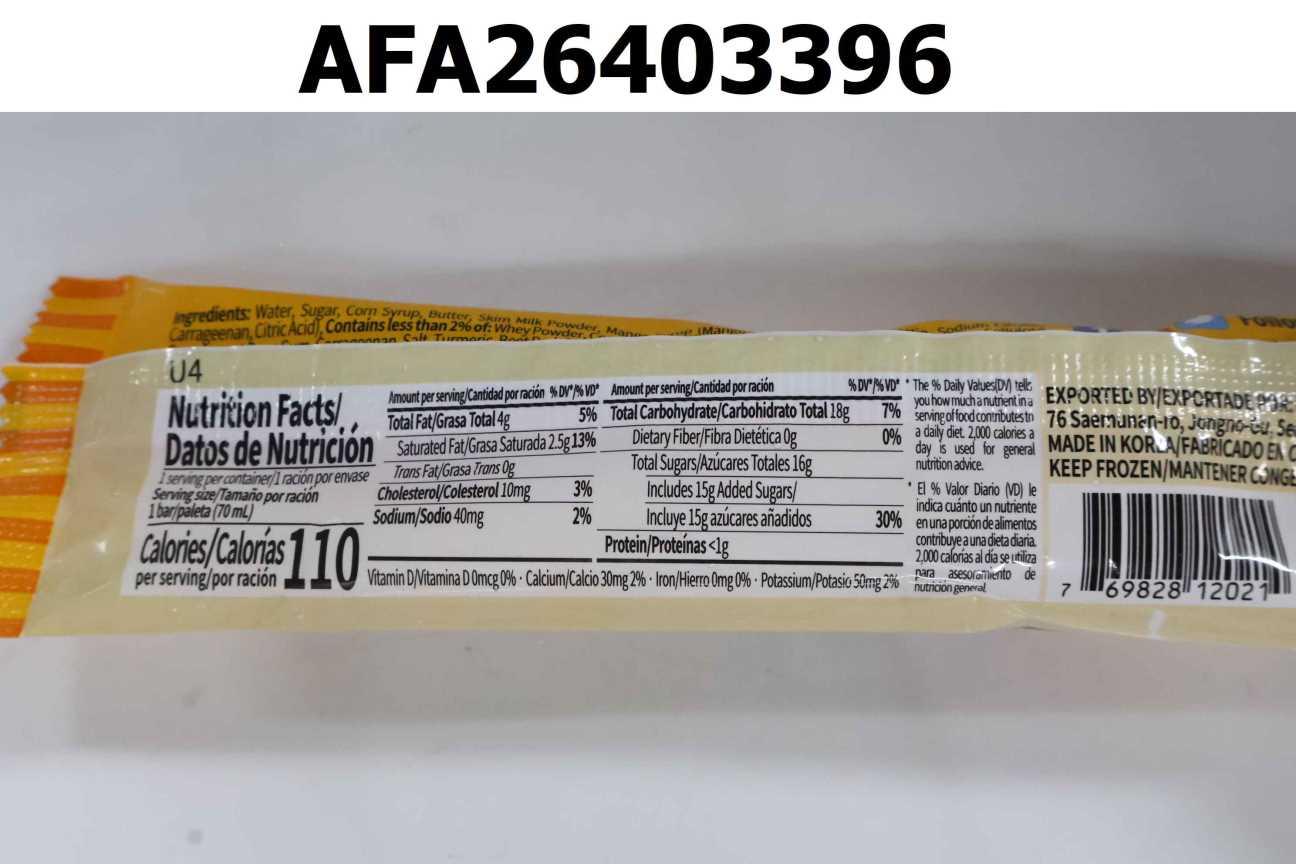 AFA26403396
Ingredients: Water, Sugar, Corn Syrup, Butter, Skim Milk Powder,
Carrageenan, Citric Acid), Contains less than 2% of: Whey Powder,
Salt, Turmeric,
U4
Nutrition Facts/
Datos de Nutrición
1 serving per container/1 ración por envase
Serving size/Tamaño por ración
1 bar/paleta (70 mL)
Calories/Calorías 110
per serving/por ración
Amount per serving/Cantidad por ración % DV*/% VD*
Total Fat/Grasa Total 4g 5%
Saturated Fat/Grasa Saturada 2.5g 13%
Trans Fat/Grasa Trans 0g
Cholesterol/Colesterol 10mg 3%
Sodium/Sodio 40mg 2%
Amount per serving/Cantidad por ración % DV*/% VD*
Total Carbohydrate/Carbohidrato Total 18g 7%
Dietary Fiber/Fibra Dietética 0g 0%
Total Sugars/Azúcares Totales 16g
Includes 15g Added Sugars/
Incluye 15g azúcares añadidos 30%
Protein/Proteínas <1g
Vitamin D/Vitamina D 0mcg 0% · Calcium/Calcio 30mg 2% · Iron/Hierro 0mg 0% · Potassium/Potasio 50mg 2%
* The % Daily Values(DV) tells
you how much a nutrient in a
serving of food contributes to
a daily diet. 2,000 calories a
day is used for general
nutrition advice.
* El % Valor Diario (VD) le
indica cuánto un nutriente
en una porción de alimentos
contribuye a una dieta diaria.
2,000 calorías al día se utiliza
para asesoramiento de
nutrición general.
EXPORTED BY/EXPORTADE POR:
76 Saemunan-ro, Jongno-Gu,
MADE IN KOREA/FABRICADO EN
KEEP FROZEN/MANTENER
7 69828 12021